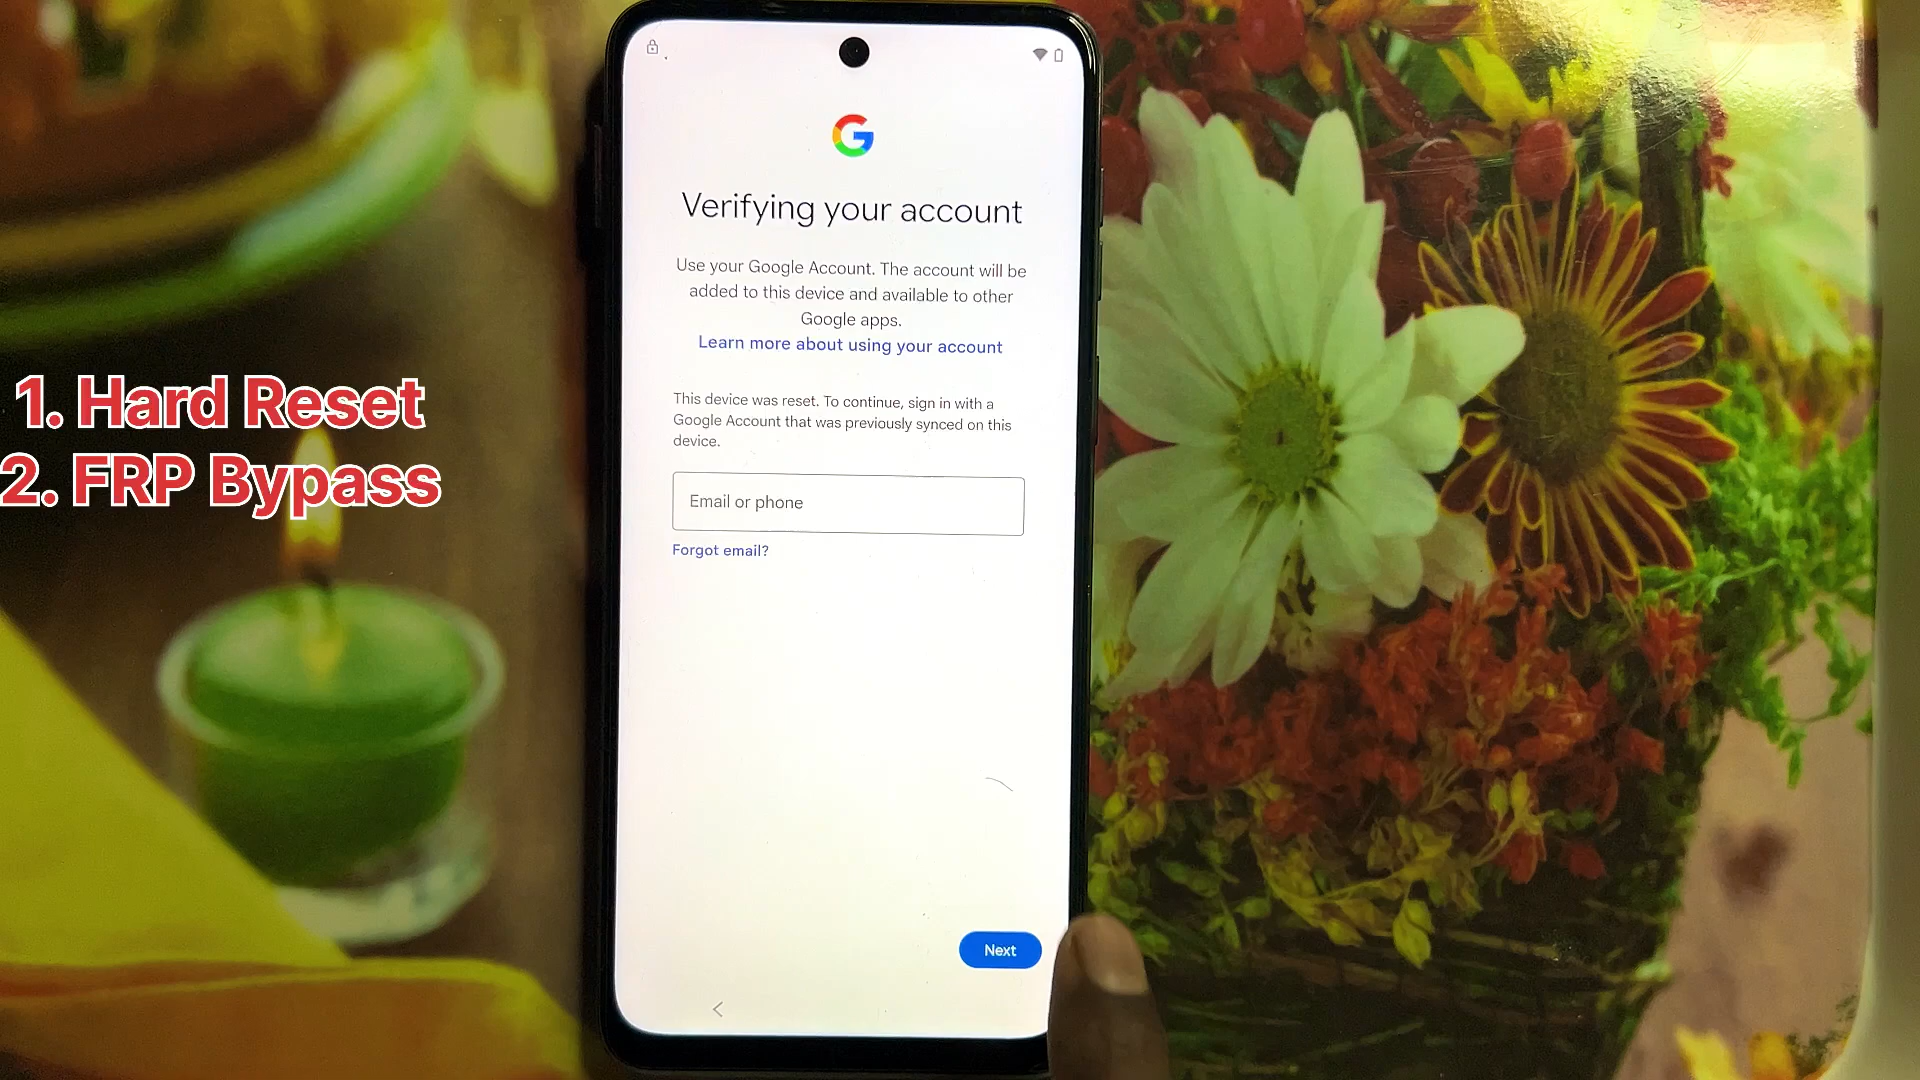 1. Hard Reset
2. FRP Bypass
Verifying your account
Use your Google Account. The account will be
added to this device and available to other
Google apps.
Learn more about using your account
This device was reset. To continue, sign in with a
Google Account that was previously synced on this
device.
Email or phone
Forgot email?
Next